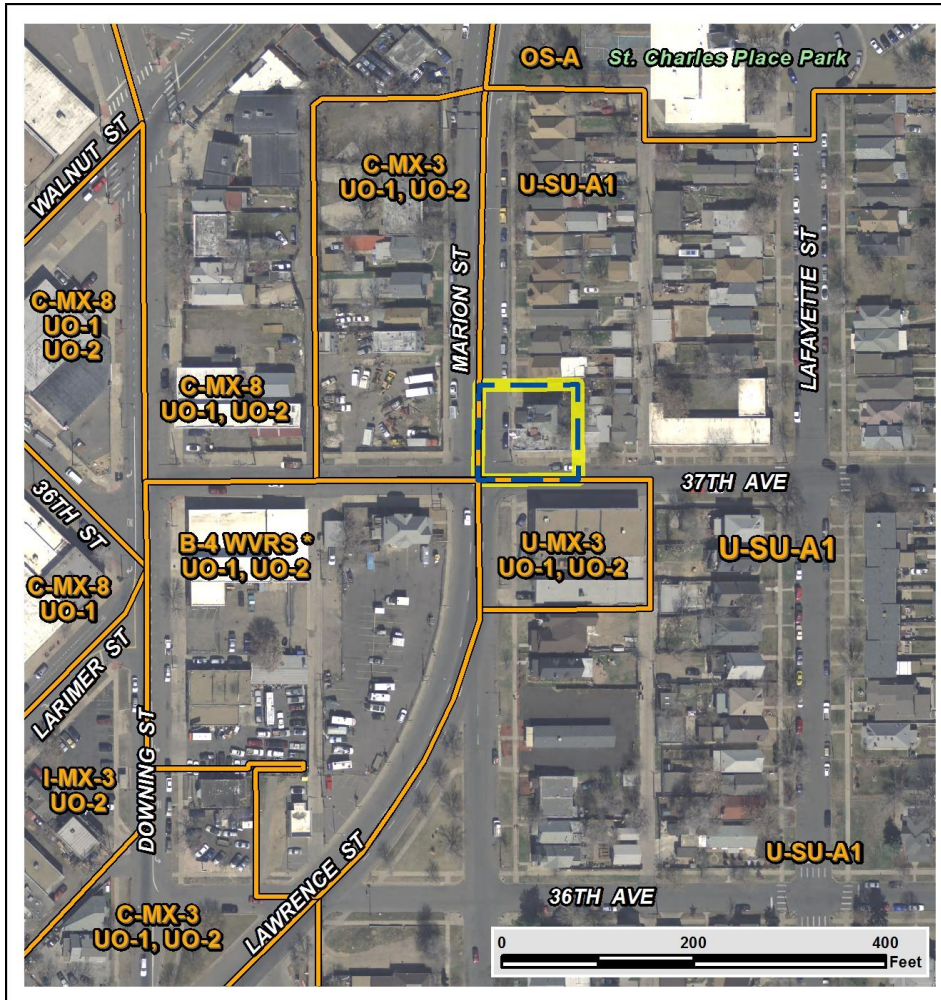 OS-A
St. Charles Place Park
WALNUT ST
C-MX-3
UO-1, UO-2
U-SU-A1
MARION ST
LAFAYETTE ST
C-MX-8
UO-1
UO-2
C-MX-8
UO-1, UO-2
36TH ST
37TH AVE
B-4 WVRS *
UO-1, UO-2
U-MX-3
UO-1, UO-2
U-SU-A1
C-MX-8
UO-1
LARIMER ST
I-MX-3
UO-2
DOWNING ST
U-SU-A1
LAWRENCE ST
36TH AVE
C-MX-3
UO-1, UO-2
0 200 400
Feet